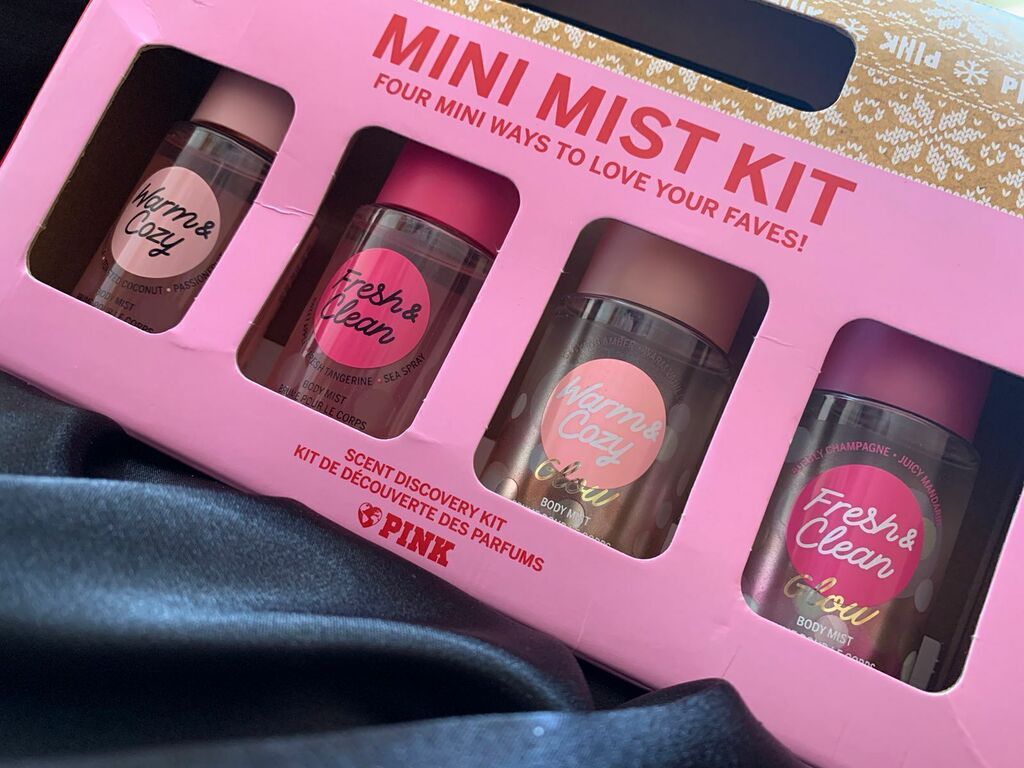 PINK
MINI MIST KIT
FOUR MINI WAYS TO LOVE YOUR FAVES!
Warm &
Cozy
COCONUT •
BODY MIST
Fresh &
Clean
TANGERINE • SEA SPRAY
BODY MIST
BRUME POUR LE CORPS
AMBER •
Warm &
Cozy
Glow
BODY MIST
BUBBLY CHAMPAGNE • JUICY MANDARIN
Fresh &
Clean
Glow
BODY MIST
SCENT DISCOVERY KIT
KIT DE DÉCOUVERTE DES PARFUMS
PINK